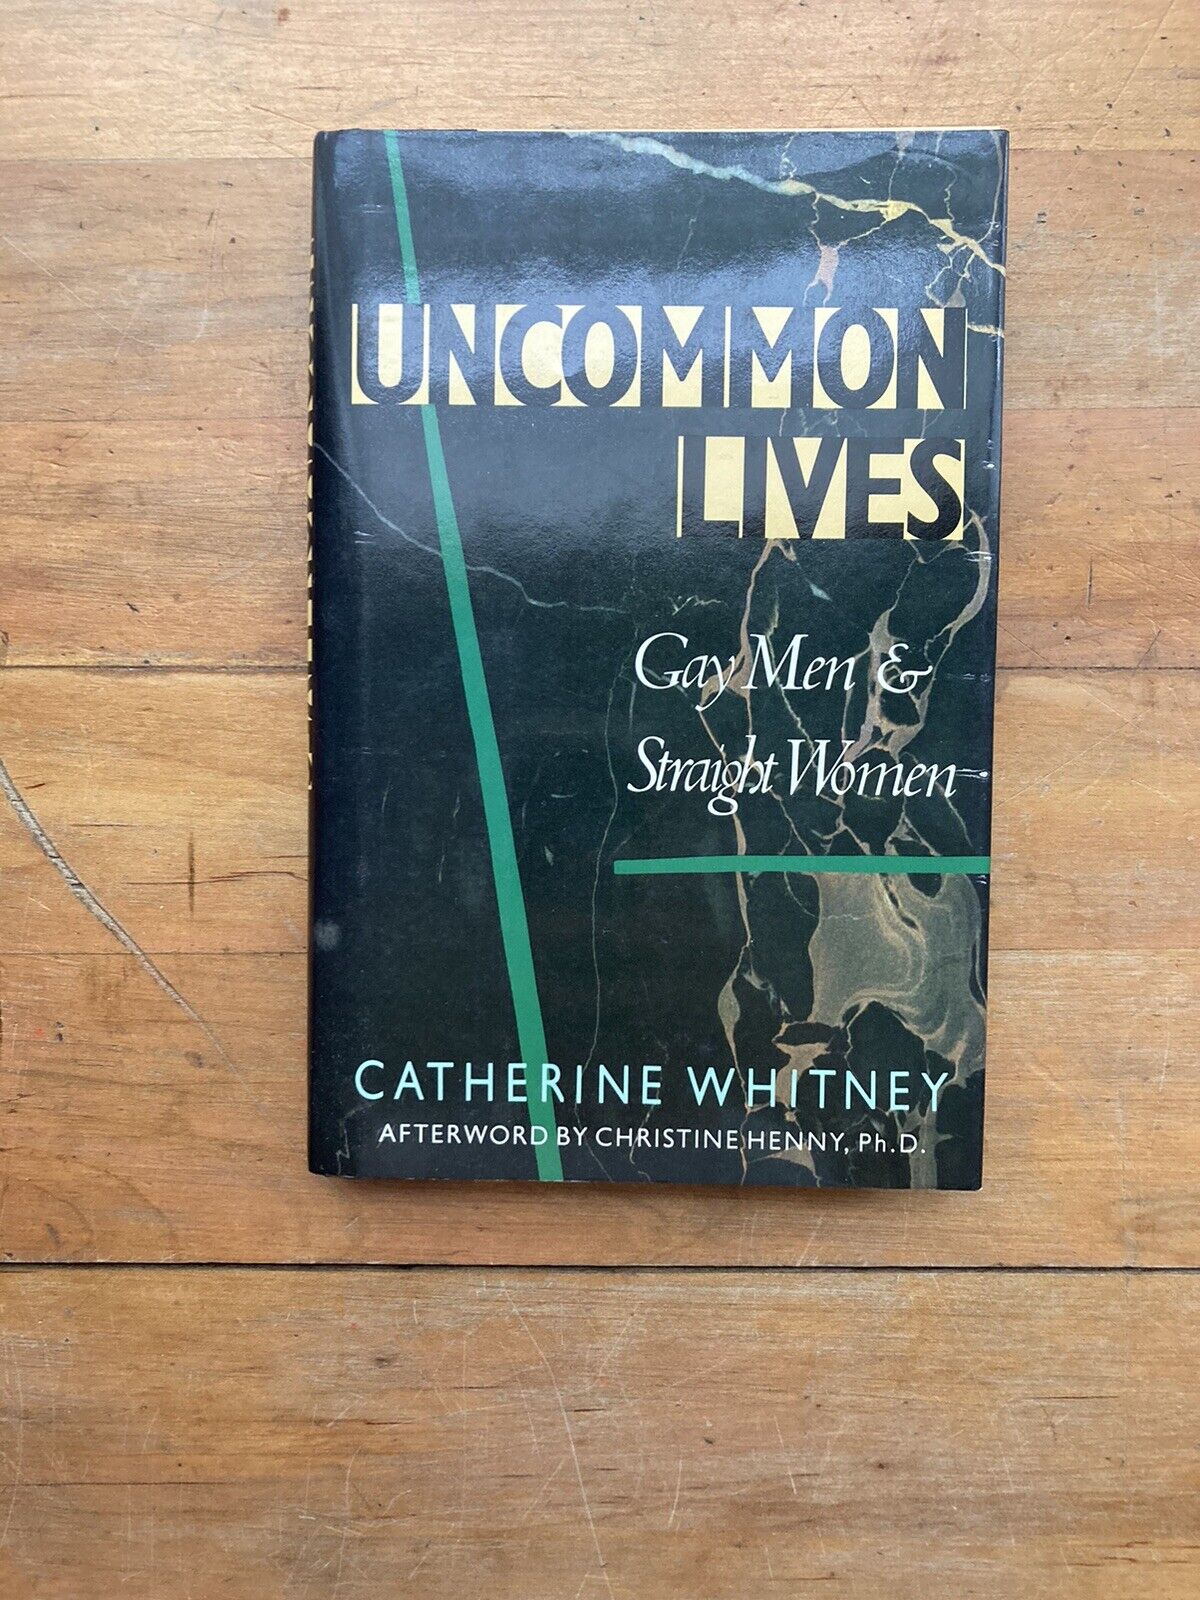 UNCOMMON
LIVES
Gay Men &
Straight Women
CATHERINE WHITNEY
AFTERWORD BY CHRISTINE HENNY, Ph.D.